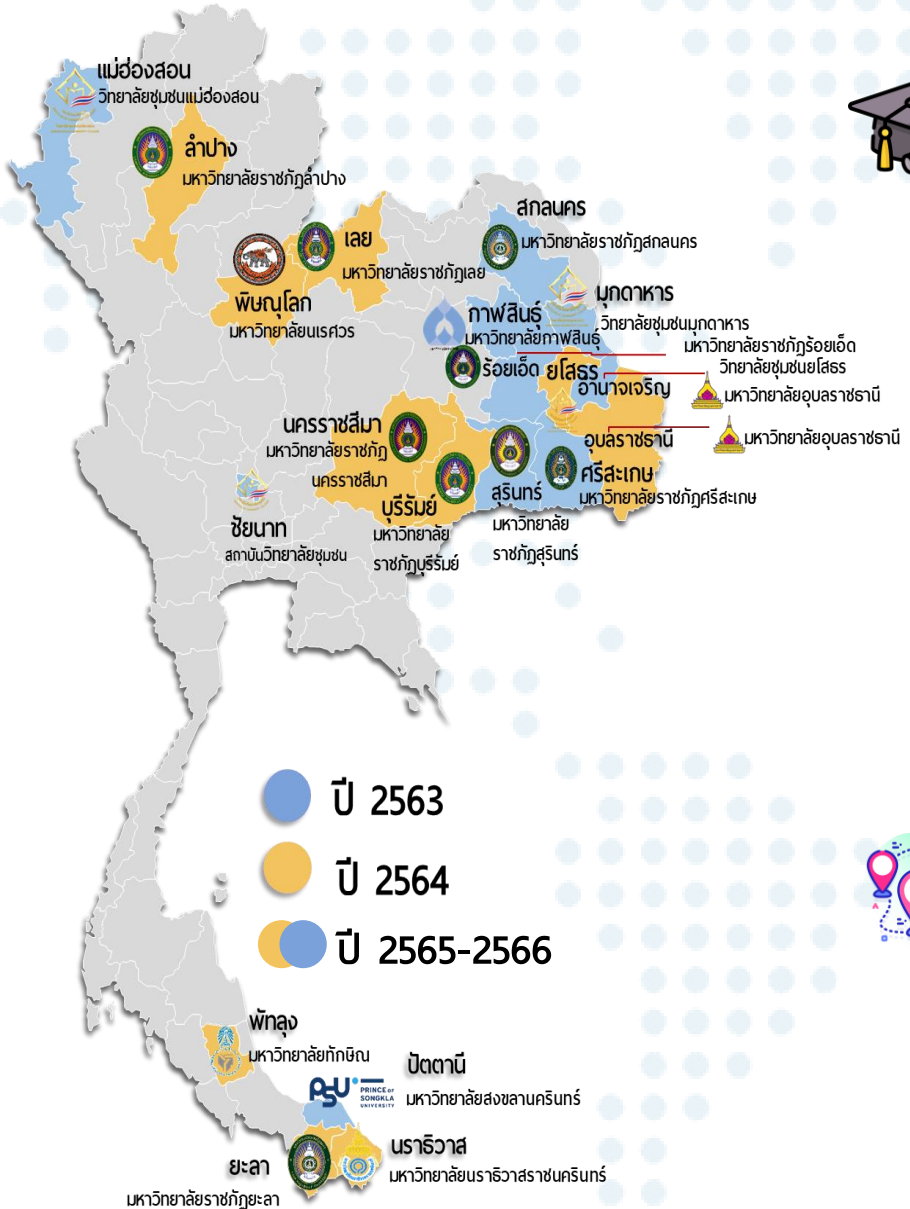 แม่ฮ่องสอน
วิทยาลัยชุมชนแม่ฮ่องสอน
ลำปาง
มหาวิทยาลัยราชภัฏลำปาง
สกลนคร
มหาวิทยาลัยราชภัฏสกลนคร
เลย
มหาวิทยาลัยราชภัฏเลย
พิษณุโลก
มหาวิทยาลัยนเรศวร
มุกดาหาร
วิทยาลัยชุมชนมุกดาหาร
กาฬสินธุ์
มหาวิทยาลัยกาฬสินธุ์
มหาวิทยาลัยราชภัฏร้อยเอ็ด
ร้อยเอ็ด
ยโสธร
วิทยาลัยชุมชนยโสธร
อำนาจเจริญ
มหาวิทยาลัยอุบลราชธานี
นครราชสีมา
มหาวิทยาลัยราชภัฏ
นครราชสีมา
อุบลราชธานี
มหาวิทยาลัยอุบลราชธานี
ศรีสะเกษ
มหาวิทยาลัยราชภัฏศรีสะเกษ
บุรีรัมย์
มหาวิทยาลัย
ราชภัฏบุรีรัมย์
สุรินทร์
มหาวิทยาลัย
ราชภัฏสุรินทร์
ชัยนาท
สถาบันวิทยาลัยชุมชน
ปี 2563
ปี 2564
ปี 2565-2566
พัทลุง
มหาวิทยาลัยทักษิณ
ปัตตานี
PSU PRINCE OF
SONGKLA
UNIVERSITY
มหาวิทยาลัยสงขลานครินทร์
นราธิวาส
มหาวิทยาลัยนราธิวาสราชนครินทร์
ยะลา
มหาวิทยาลัยราชภัฏยะลา